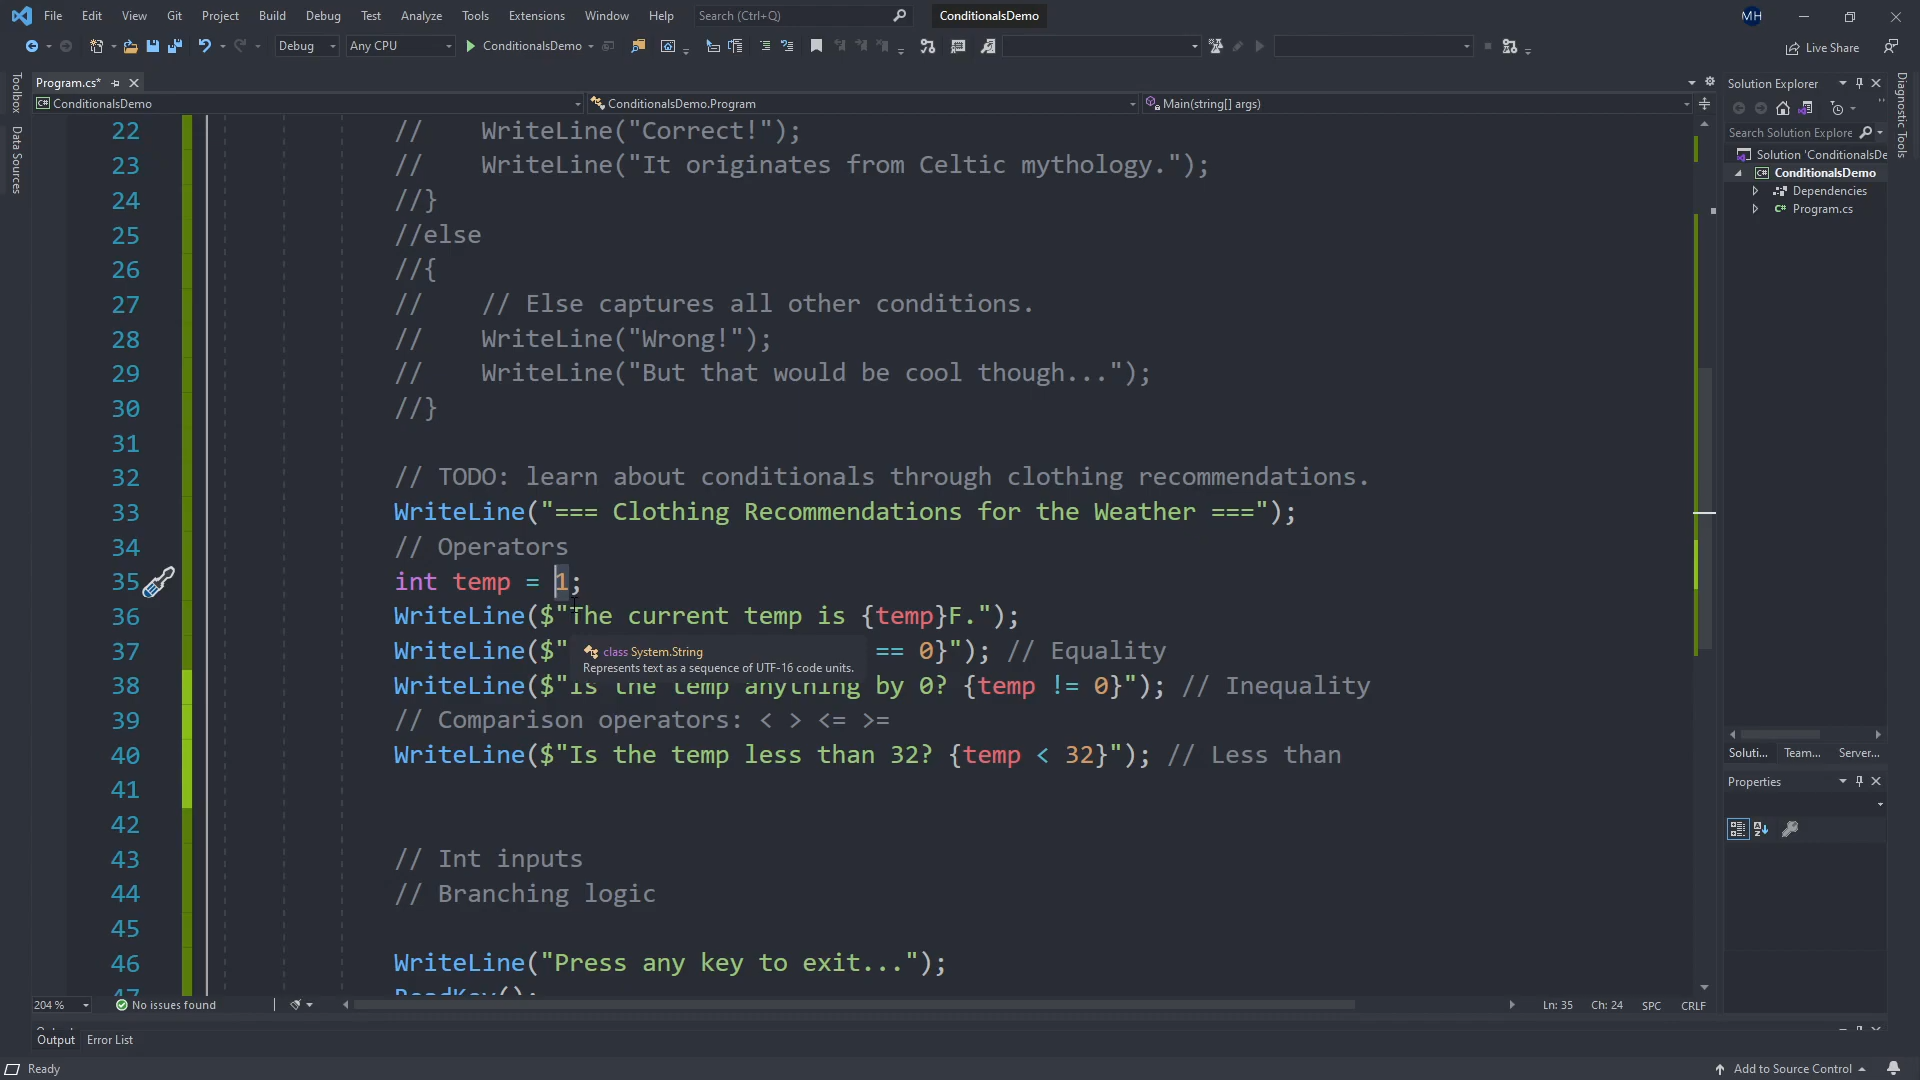 File Edit View Git Project Build Debug Test Analyze Tools Extensions Window Help Search (Ctrl+Q) ConditionalsDemo MH
Debug Any CPU ConditionalsDemo Live Share
Program.cs* Solution Explorer
ConditionalsDemo ConditionalsDemo.Program Main(string[] args)
Toolbox
Data Sources
Diagnostic Tools
22 // WriteLine("Correct!");
23 // WriteLine("It originates from Celtic mythology.");
24 //}
25 //else
26 //{
27 // // Else captures all other conditions.
28 // WriteLine("Wrong!");
29 // WriteLine("But that would be cool though...");
30 //}
31
32 // TODO: learn about conditionals through clothing recommendations.
33 WriteLine("=== Clothing Recommendations for the Weather ===");
34 // Operators
35 int temp = 1;
36 WriteLine($"The current temp is {temp}F.");
37 WriteLine($" == 0}"); // Equality
class System.String
Represents text as a sequence of UTF-16 code units.
38 WriteLine($"Is the temp anything by 0? {temp != 0}"); // Inequality
39 // Comparison operators: < > <= >=
40 WriteLine($"Is the temp less than 32? {temp < 32}"); // Less than
41
42
43 // Int inputs
44 // Branching logic
45
46 WriteLine("Press any key to exit...");
47 ReadKey();
Search Solution Explore
Solution 'ConditionalsDe
ConditionalsDemo
Dependencies
Program.cs
Soluti... Team... Server...
Properties
204 % No issues found Ln: 35 Ch: 24 SPC CRLF
Output
Output Error List
Ready Add to Source Control